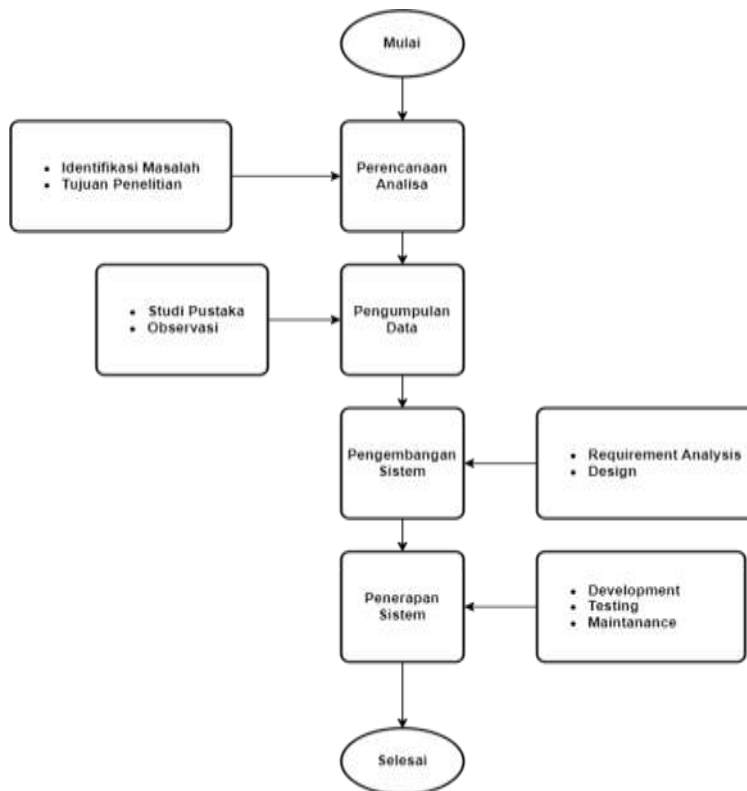 Mulai
• Identifikasi Masalah
• Tujuan Penelitian
Perencanaan
Analisa
• Studi Pustaka
• Observasi
Pengumpulan
Data
Pengembangan
Sistem
• Requirement Analysis
• Design
Penerapan
Sistem
• Development
• Testing
• Maintanance
Selesai